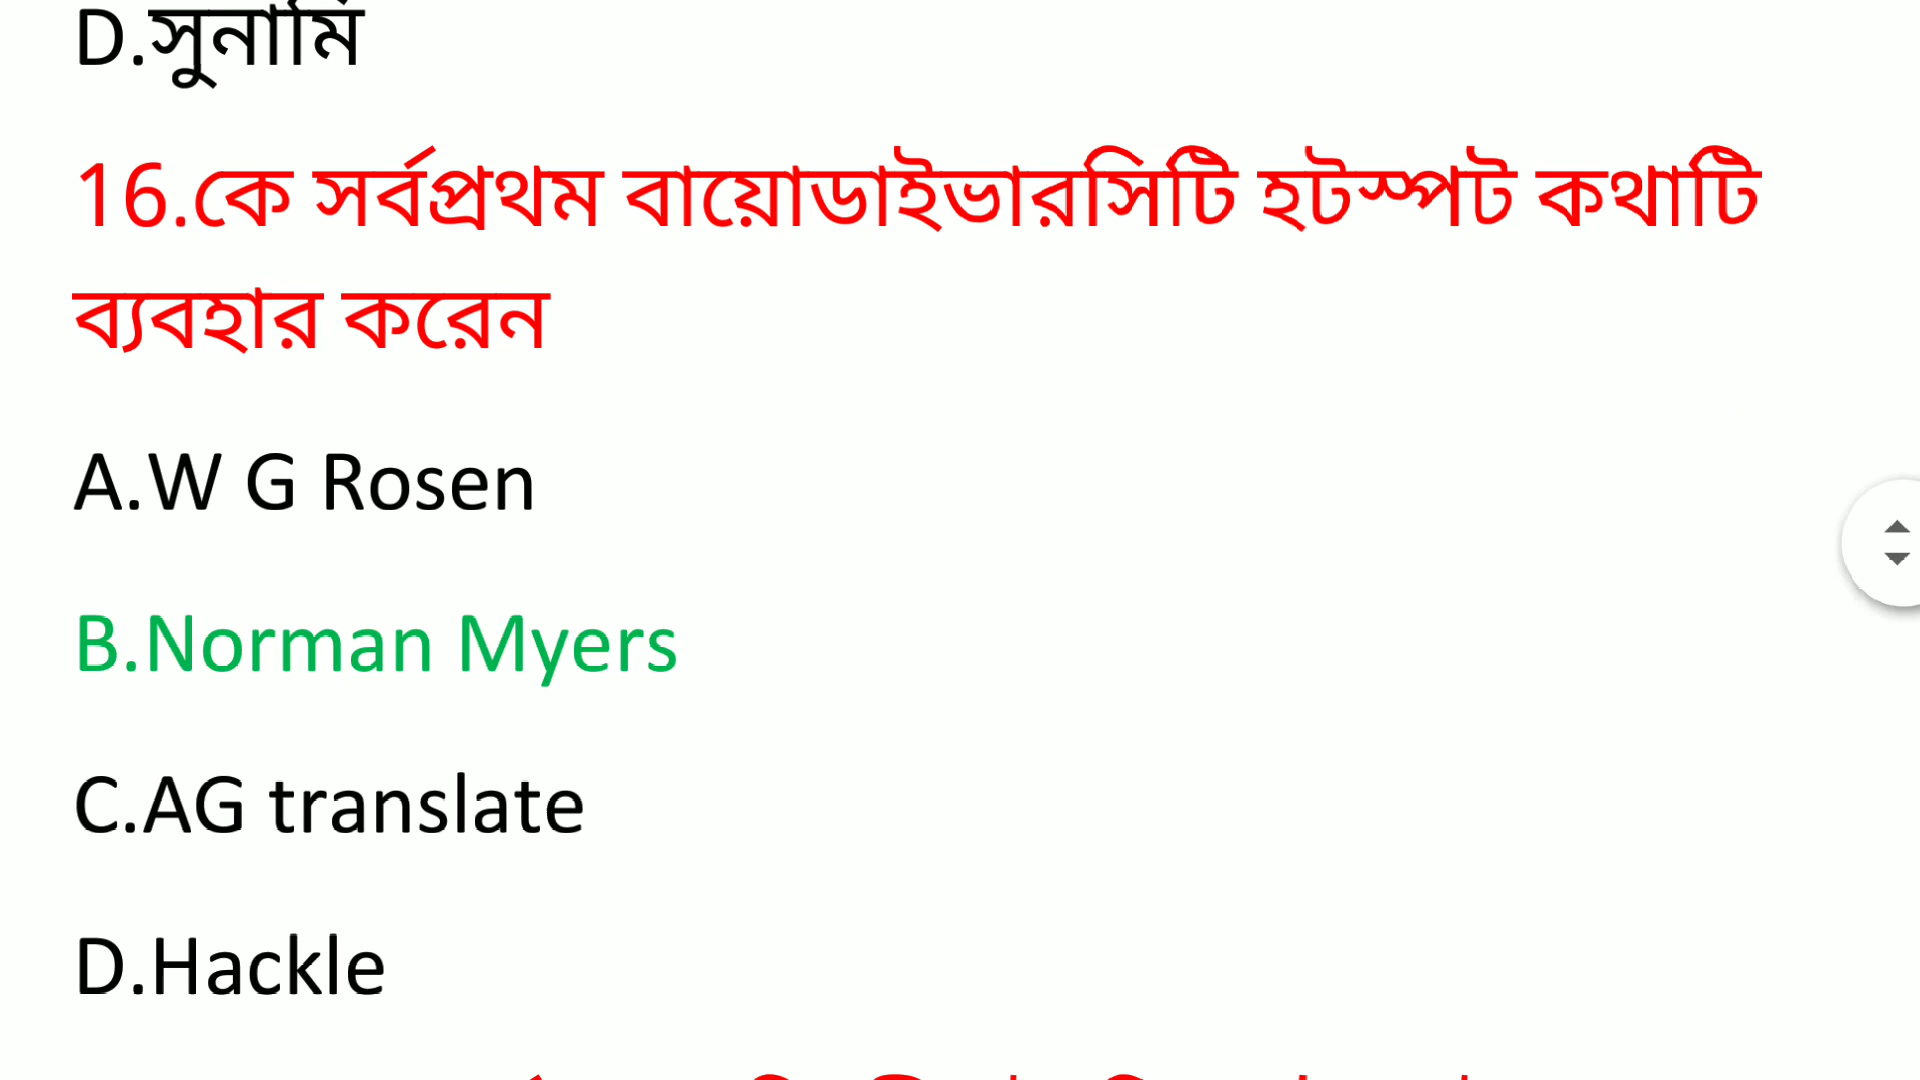 D.সুনামি
16.কে সর্বপ্রথম বায়োডাইভারসিটি হটস্পট কথাটি
ব্যবহার করেন
A.W G Rosen
B.Norman Myers
C.AG translate
D.Hackle